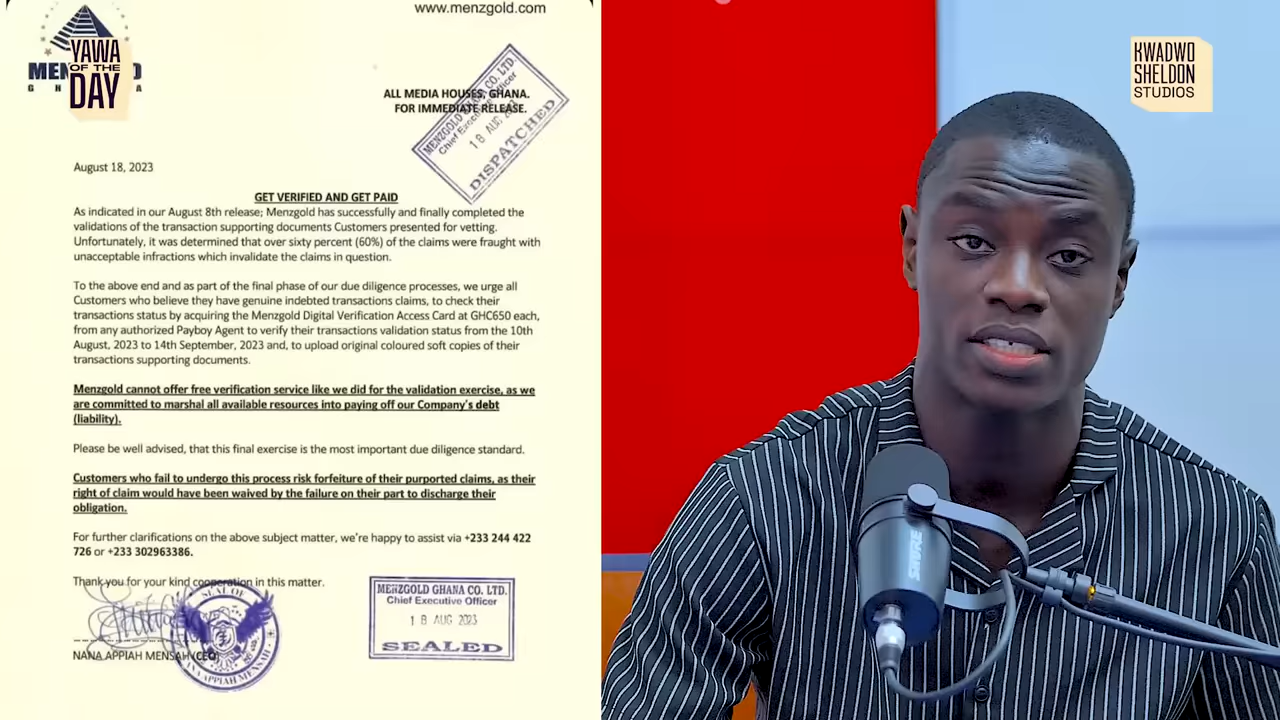 www.menzgold.com
YAWA
OF THE
DAY
ALL MEDIA HOUSES, GHANA.
FOR IMMEDIATE RELEASE.
MENZGOLD GHANA CO. LTD.
Chief Executive Officer
18 AUG
DISPATCHED
August 18, 2023
GET VERIFIED AND GET PAID
As indicated in our August 8th release; Menzgold has successfully and finally completed the
validations of the transaction supporting documents Customers presented for vetting.
Unfortunately, it was determined that over sixty percent (60%) of the claims were fraught with
unacceptable infractions which invalidate the claims in question.
To the above end and as part of the final phase of our due diligence processes, we urge all
Customers who believe they have genuine indebted transactions claims, to check their
transactions status by acquiring the Menzgold Digital Verification Access Card at GHC650 each,
from any authorized Payboy Agent to verify their transactions validation status from the 10th
August, 2023 to 14th September, 2023 and, to upload original coloured soft copies of their
transactions supporting documents.
Menzgold cannot offer free verification service like we did for the validation exercise, as we
are committed to marshal all available resources into paying off our Company's debt
(liability).
Please be well advised, that this final exercise is the most important due diligence standard.
Customers who fail to undergo this process risk forfeiture of their purported claims, as their
right of claim would have been waived by the failure on their part to discharge their
obligation.
For further clarifications on the above subject matter, we're happy to assist via +233 244 422
726 or +233 302963386.
Thank you for your kind cooperation in this matter.
SEAL OF
NANA APPIAH MENSAH (CEO)
APPIAH MENSAH
MENZGOLD GHANA CO. LTD.
Chief Executive Officer
18 AUG 2023
SEALED
KWADWO
SHELDON
STUDIOS
SHURE